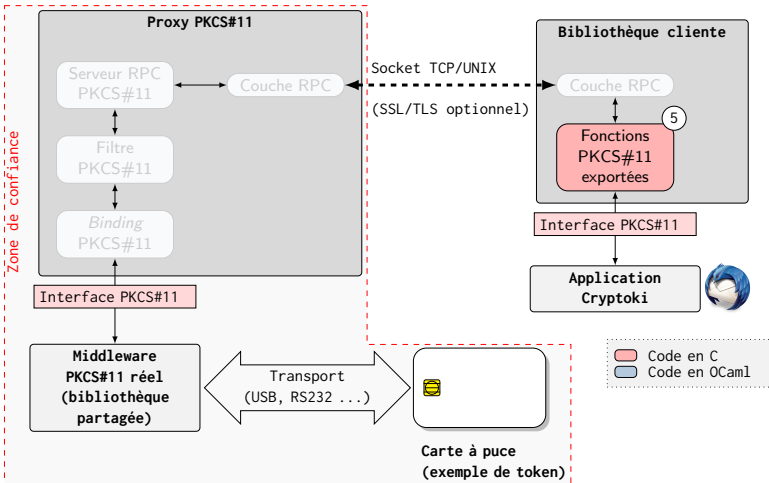 Proxy PKCS#11
Serveur RPC
PKCS#11
Couche RPC
Filtre
PKCS#11
Binding
PKCS#11
Zone de confiance
Interface PKCS#11
Middleware
PKCS#11 réel
(bibliothèque
partagée)
Transport
(USB, RS232 ...)
Carte à puce
(exemple de token)
Socket TCP/UNIX
(SSL/TLS optionnel)
Bibliothèque cliente
Couche RPC
5
Fonctions
PKCS#11
exportées
Interface PKCS#11
Application
Cryptoki
Code en C
Code en OCaml